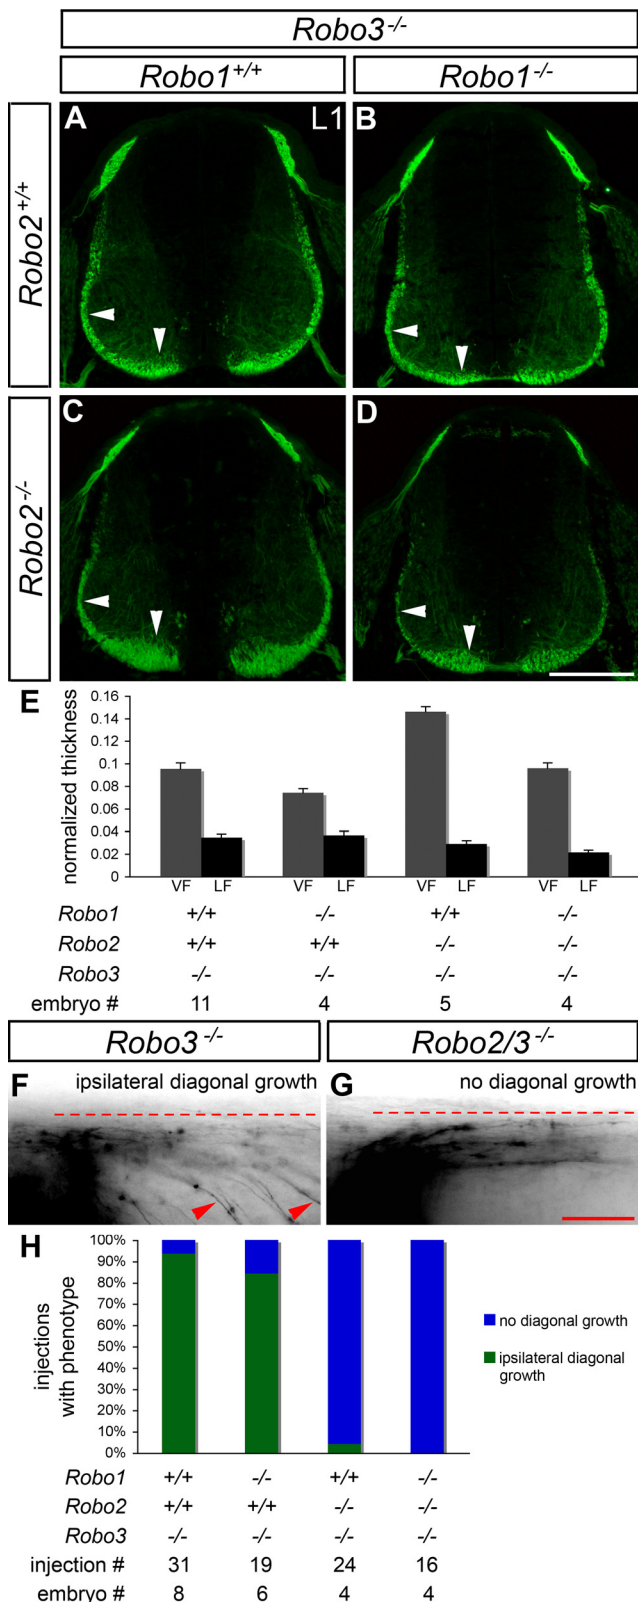 Robo3-/-
Robo1+/+ Robo1-/-
Robo2+/+
A L1 B
Robo2-/-
C D
E
normalized thickness
0.16
0.14
0.12
0.1
0.08
0.06
0.04
0.02
0
VF LF VF LF VF LF VF LF
Robo1 +/+ -/- +/+ -/-
Robo2 +/+ +/+ -/- -/-
Robo3 -/- -/- -/- -/-
embryo # 11 4 5 4
Robo3-/- Robo2/3-/-
F ipsilateral diagonal growth G no diagonal growth
H
injections
with phenotype
100%
90%
80%
70%
60%
50%
40%
30%
20%
10%
0%
no diagonal growth
ipsilateral diagonal
growth
Robo1 +/+ -/- +/+ -/-
Robo2 +/+ +/+ -/- -/-
Robo3 -/- -/- -/- -/-
injection # 31 19 24 16
embryo # 8 6 4 4